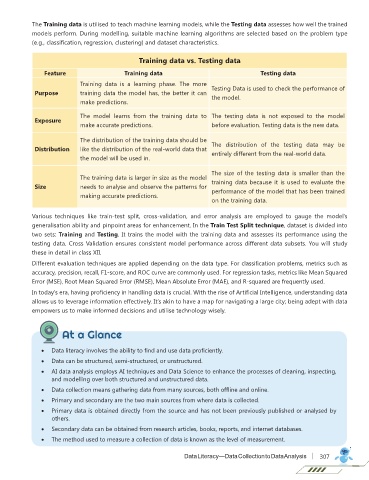 The Training data is utilised to teach machine learning models, while the Testing data assesses how well the trained
models perform. During modelling, suitable machine learning algorithms are selected based on the problem type
(e.g., classification, regression, clustering) and dataset characteristics.
Training data vs. Testing data
Feature Training data Testing data
Purpose
Training data is a learning phase. The more
training data the model has, the better it can
make predictions.
Testing Data is used to check the performance of
the model.
Exposure
The model learns from the training data to
make accurate predictions.
The testing data is not exposed to the model
before evaluation. Testing data is the new data.
Distribution
The distribution of the training data should be
like the distribution of the real-world data that
the model will be used in.
The distribution of the testing data may be
entirely different from the real-world data.
Size
The training data is larger in size as the model
needs to analyse and observe the patterns for
making accurate predictions.
The size of the testing data is smaller than the
training data because it is used to evaluate the
performance of the model that has been trained
on the training data.
Various techniques like train-test split, cross-validation, and error analysis are employed to gauge the model's
generalisation ability and pinpoint areas for enhancement. In the Train Test Split technique, dataset is divided into
two sets: Training and Testing. It trains the model with the training data and assesses its performance using the
testing data. Cross Validation ensures consistent model performance across different data subsets. You will study
these in detail in class XII.
Different evaluation techniques are applied depending on the data type. For classification problems, metrics such as
accuracy, precision, recall, F1-score, and ROC curve are commonly used. For regression tasks, metrics like Mean Squared
Error (MSE), Root Mean Squared Error (RMSE), Mean Absolute Error (MAE), and R-squared are frequently used.
In today's era, having proficiency in handling data is crucial. With the rise of Artificial Intelligence, understanding data
allows us to leverage information effectively. It's akin to have a map for navigating a large city; being adept with data
empowers us to make informed decisions and utilise technology wisely.
At a Glance
• Data literacy involves the ability to find and use data proficiently.
• Data can be structured, semi-structured, or unstructured.
• AI data analysis employs AI techniques and Data Science to enhance the processes of cleaning, inspecting,
and modelling over both structured and unstructured data.
• Data collection means gathering data from many sources, both offline and online.
• Primary and secondary are the two main sources from where data is collected.
• Primary data is obtained directly from the source and has not been previously published or analysed by
others.
• Secondary data can be obtained from research articles, books, reports, and internet databases.
• The method used to measure a collection of data is known as the level of measurement.
Data Literacy—Data Collection to Data Analysis 307